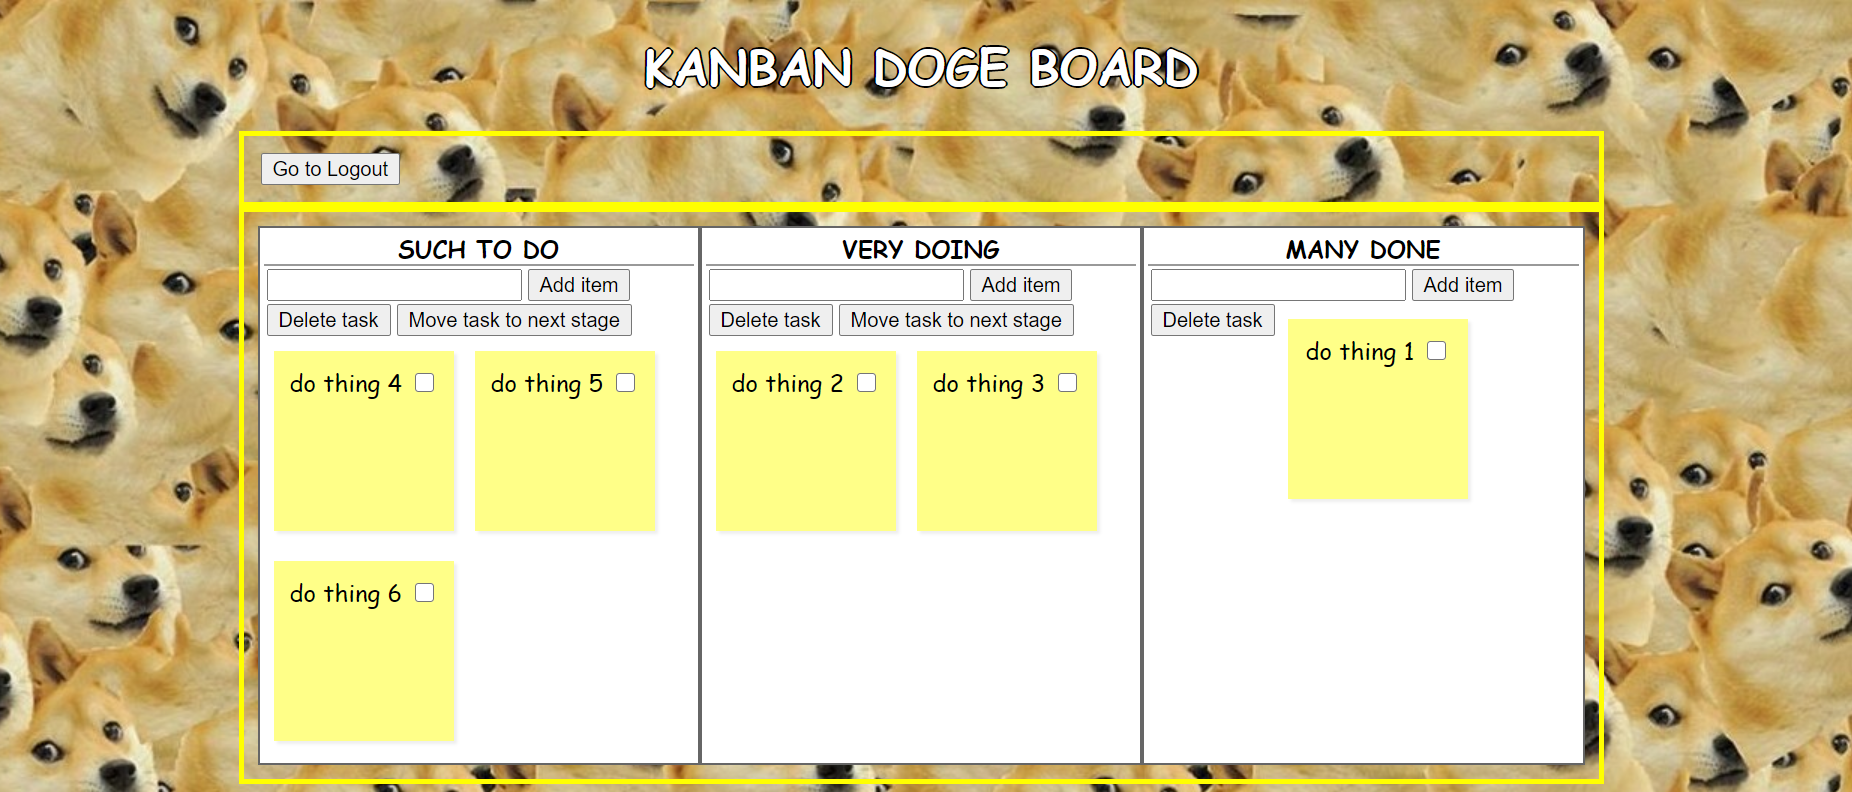 KANBAN DOGE BOARD
Go to Logout
SUCH TO DO
Add item
Delete task Move task to next stage
do thing 4 do thing 5
do thing 6
VERY DOING
Add item
Delete task Move task to next stage
do thing 2 do thing 3
MANY DONE
Add item
Delete task
do thing 1